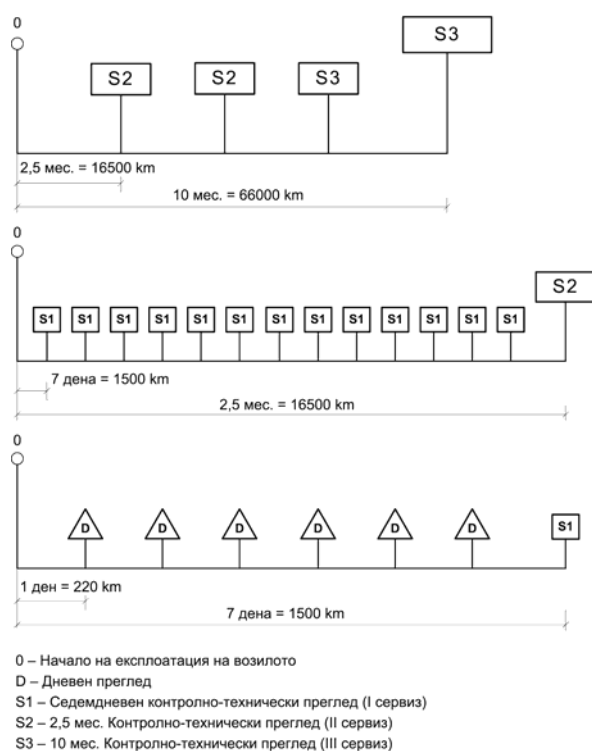 0
S3
S2 S2 S3
2,5 мес. = 16500 km
10 мес. = 66000 km
0
S2
S1 S1 S1 S1 S1 S1 S1 S1 S1 S1 S1 S1 S1
7 дена = 1500 km
2,5 мес. = 16500 km
0
D D D D D D S1
1 ден = 220 km
7 дена = 1500 km
0 – Начало на експлоатация на возилото
D – Дневен преглед
S1 – Седемдневен контролно-технически преглед (I сервиз)
S2 – 2,5 мес. Контролно-технически преглед (II сервиз)
S3 – 10 мес. Контролно-технически преглед (III сервиз)